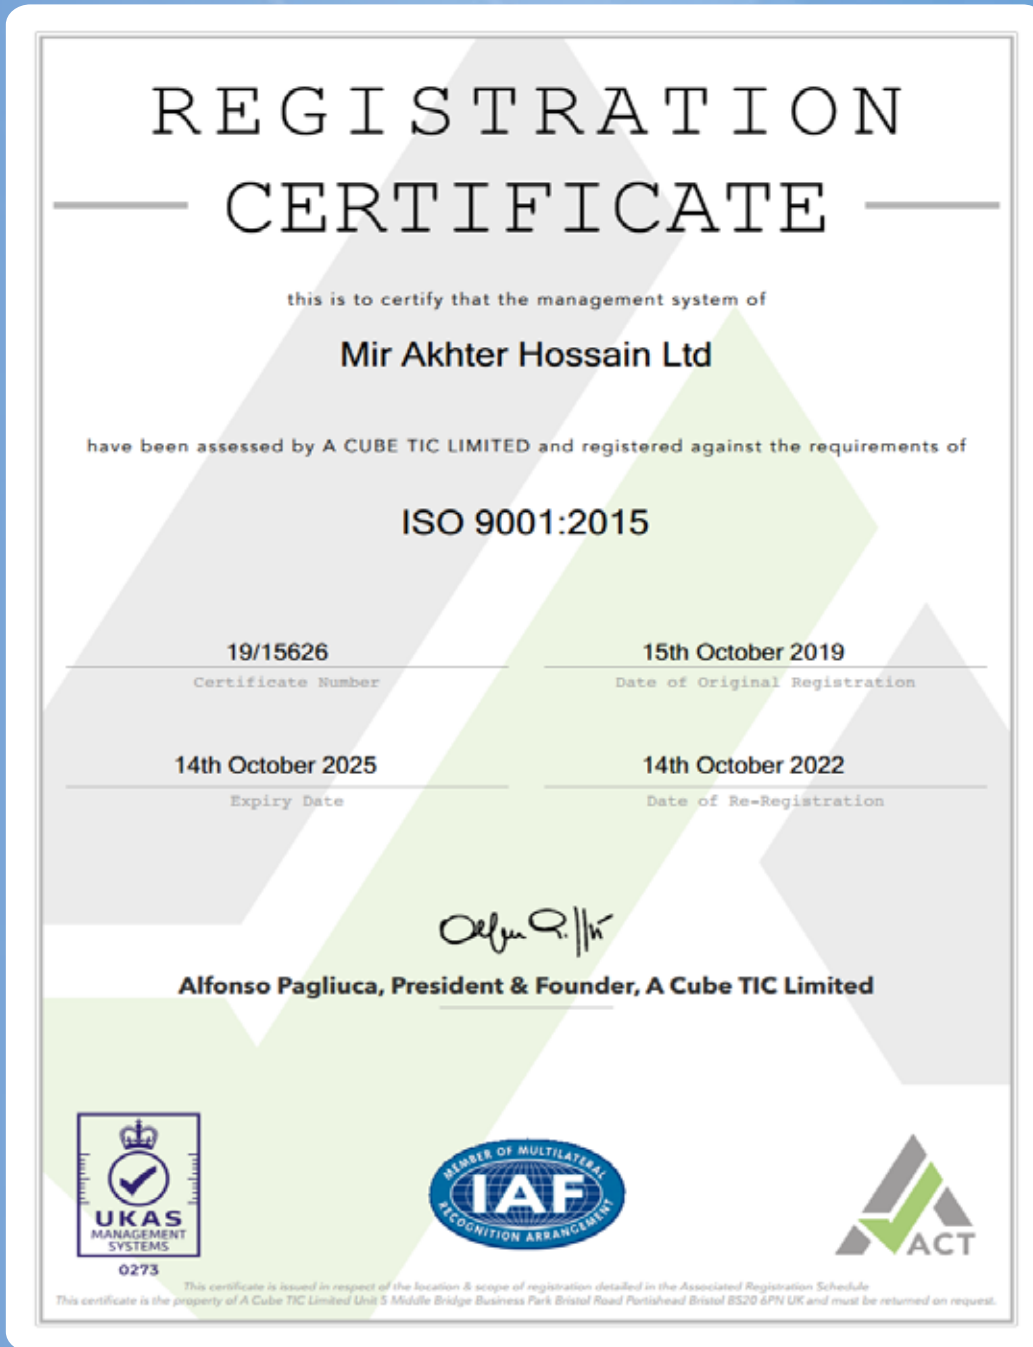 REGISTRATION
CERTIFICATE
this is to certify that the management system of
Mir Akhter Hossain Ltd
have been assessed by A CUBE TIC LIMITED and registered against the requirements of
ISO 9001:2015
19/15626
Certificate Number
15th October 2019
Date of Original Registration
14th October 2025
Expiry Date
14th October 2022
Date of Re-Registration
Alfonso Pagliuca, President & Founder, A Cube TIC Limited
UKAS
MANAGEMENT
SYSTEMS
0273
MEMBER OF MULTILATERAL
IAF
RECOGNITION ARRANGEMENT
ACT
This certificate is issued in respect of the location & scope of registration detailed in the Associated Registration Schedule
This certificate is the property of A Cube TIC Limited Unit 5 Middle Bridge Business Park Bristol Road Portishead Bristol BS20 6PN UK and must be returned on request.